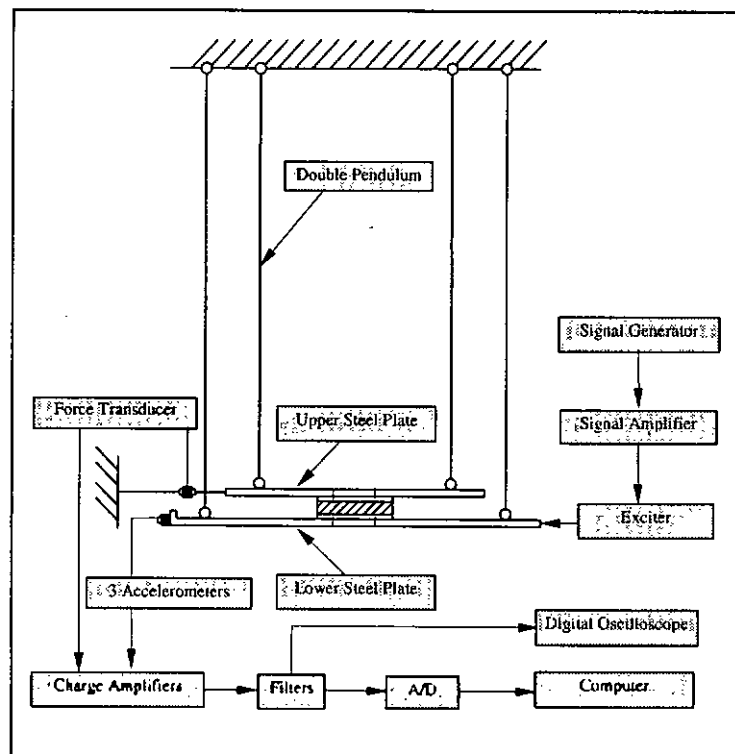 Double Pendulum
Signal Generator
Force Transducer
Upper Steel Plate
Signal Amplifier
Exciter
3 Accelerometers
Lower Steel Plate
Digital Oscilloscope
Charge Amplifiers
Filters
A/D
Computer